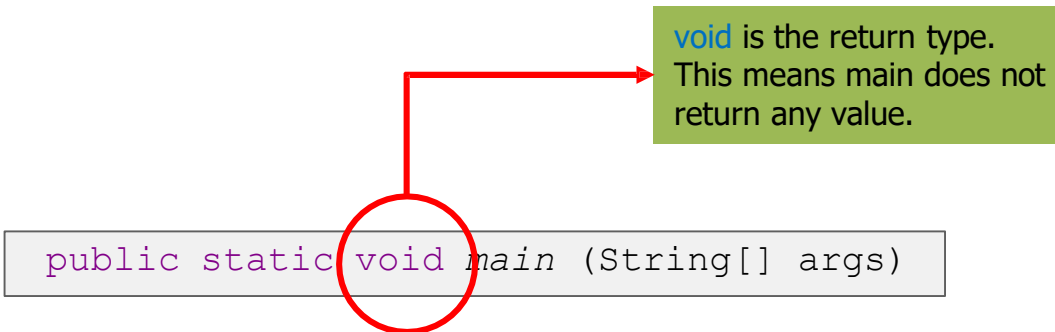 void is the return type.
This means main does not
return any value.
public static void main (String[] args)